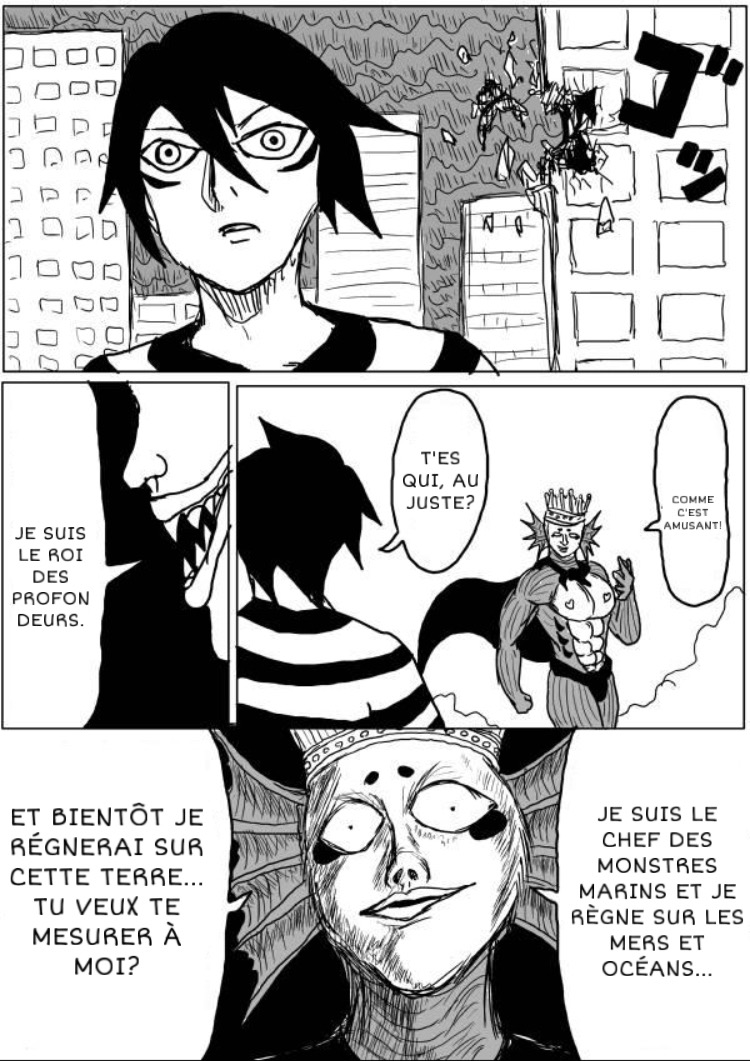 ゴゴゴ
COMME
C'EST
AMUSANT!
T'ES
QUI, AU
JUSTE?
JE SUIS
LE ROI
DES
PROFON
DEURS.
JE SUIS LE
CHEF DES
MONSTRES
MARINS ET JE
RÈGNE SUR LES
MERS ET
OCÉANS...
ET BIENTÔT JE
RÉGNERAI SUR
CETTE TERRE...
TU VEUX TE
MESURER À
MOI?